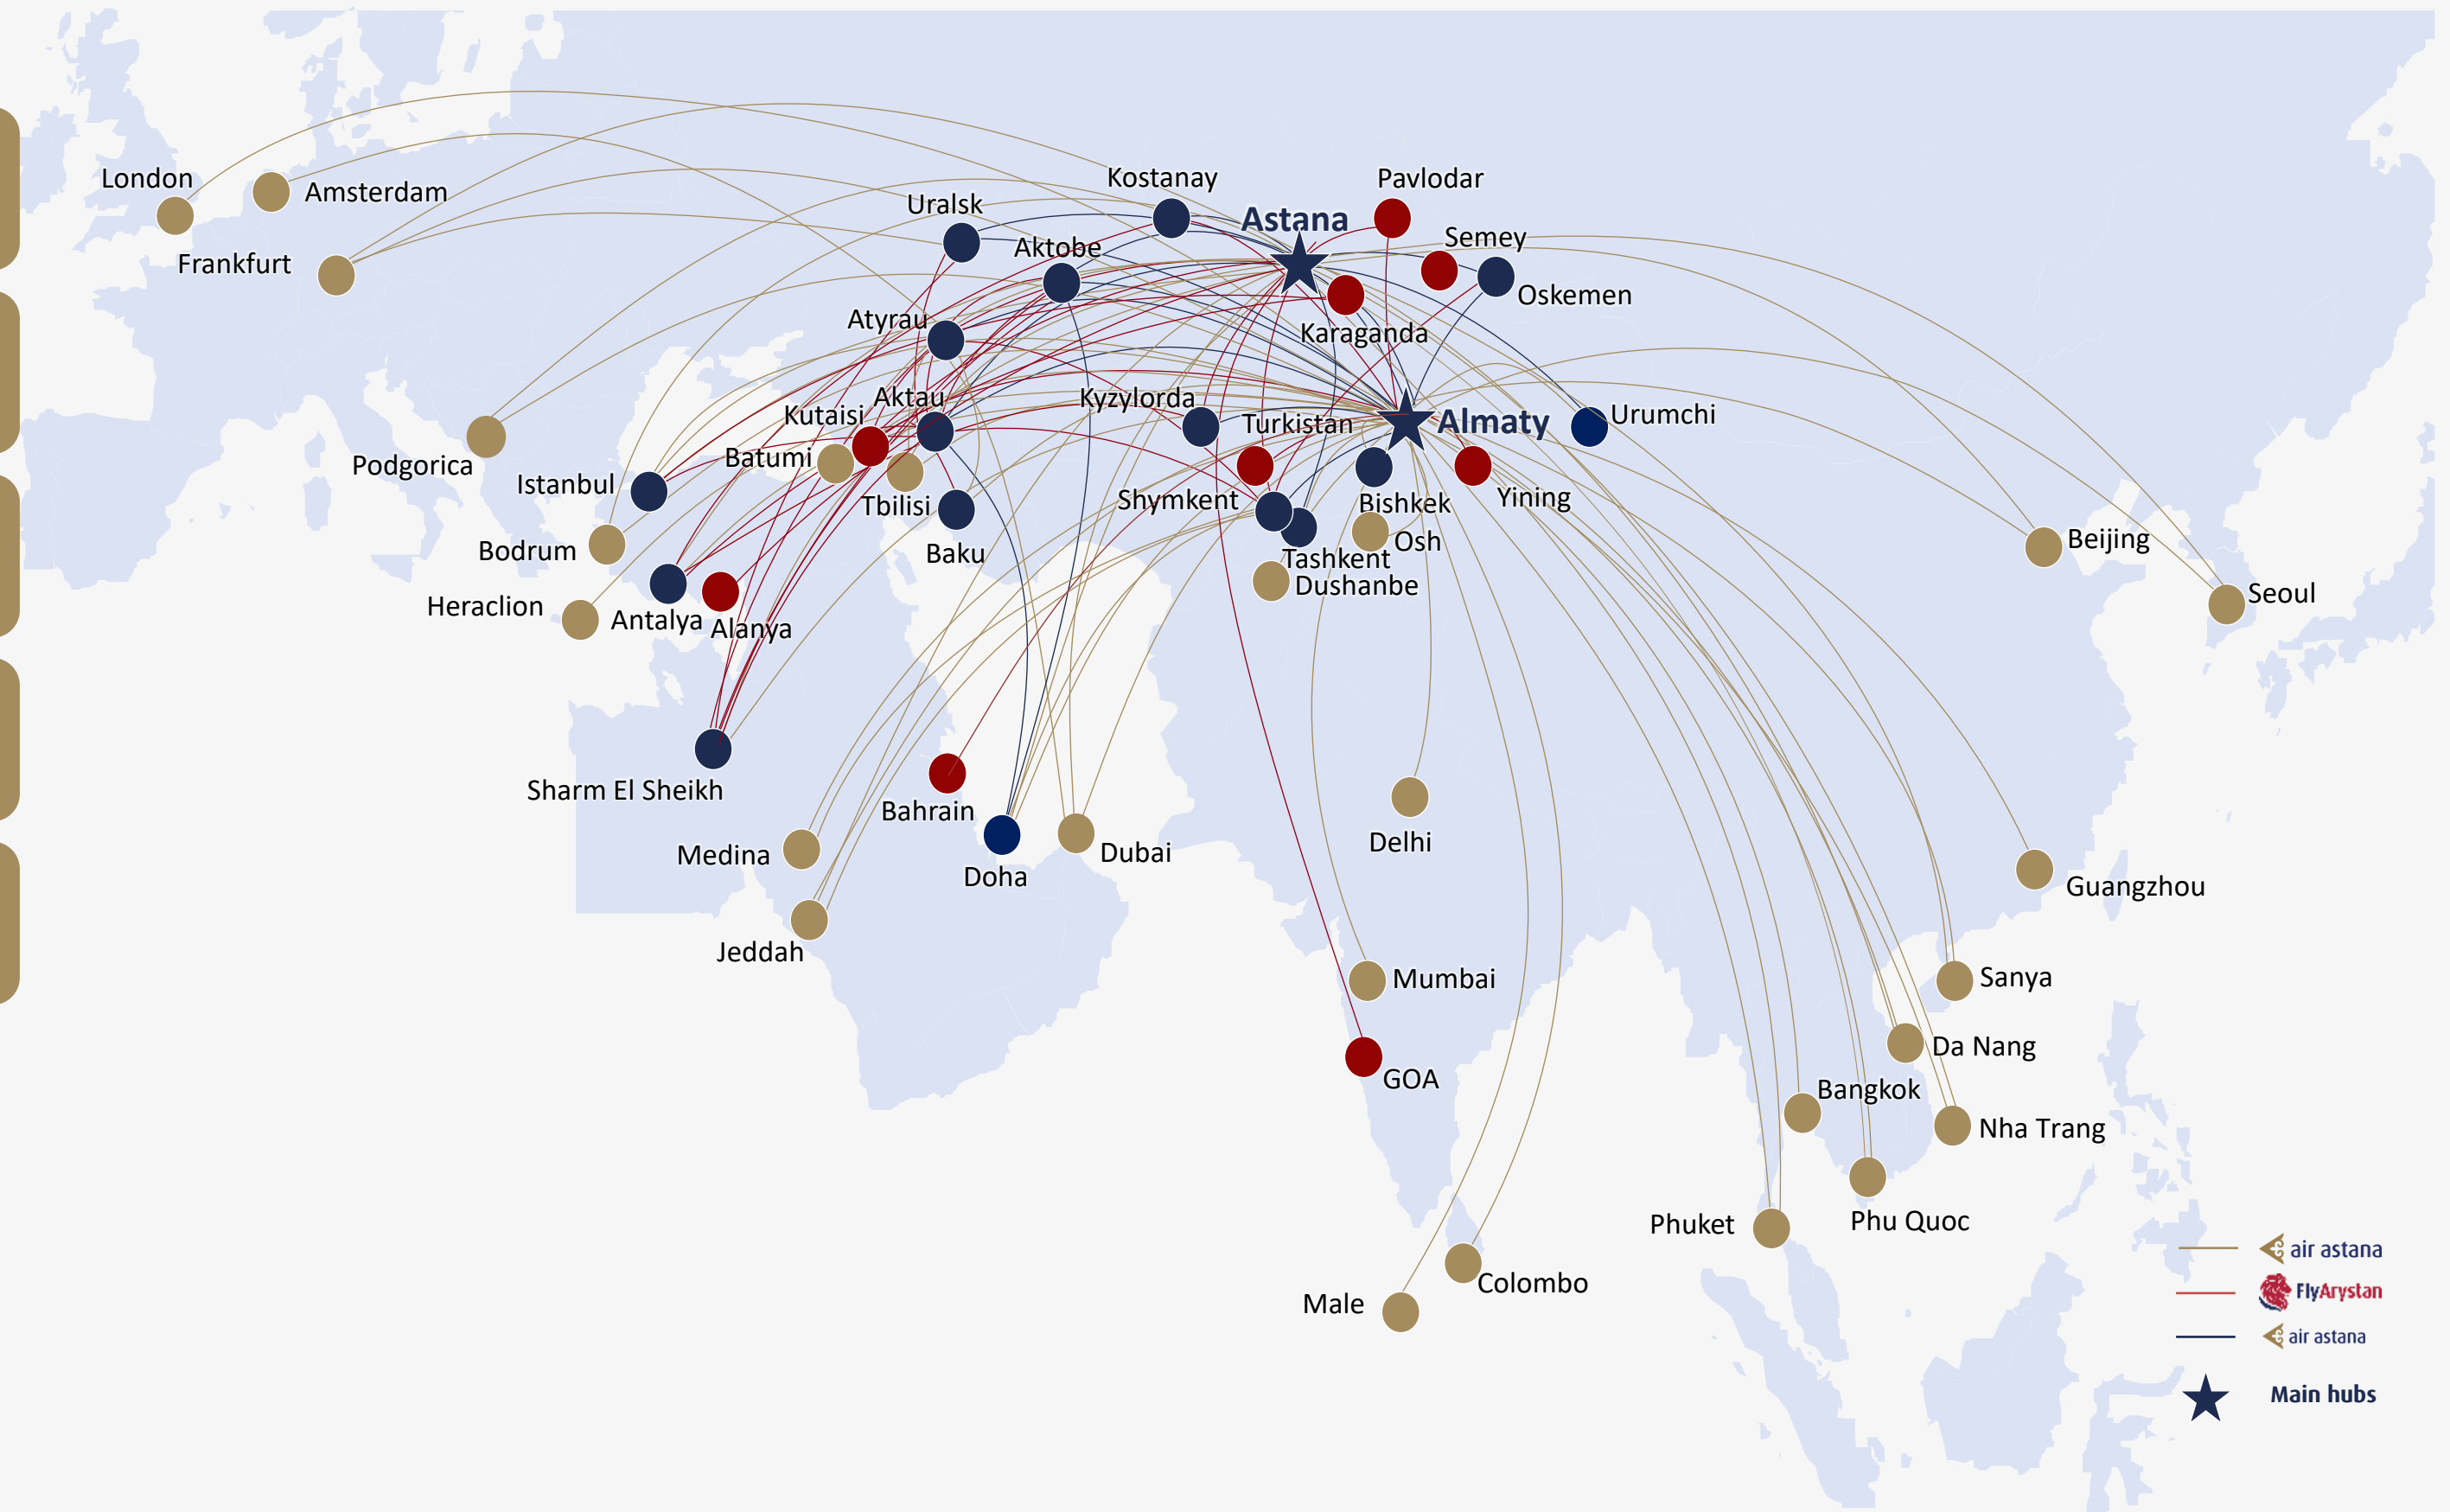 London
Amsterdam
Frankfurt
Kostanay
Pavlodar
Uralsk
Astana
Aktobe
Semey
Oskemen
Atyrau
Karaganda
Aktau
Kyzylorda
Kutaisi
Turkistan
Almaty
Urumchi
Podgorica
Batumi
Istanbul
Tbilisi
Shymkent
Bishkek
Yining
Bodrum
Baku
Osh
Tashkent
Dushanbe
Beijing
Seoul
Heraclion
Antalya
Alanya
Sharm El Sheikh
Bahrain
Medina
Doha
Dubai
Delhi
Guangzhou
Jeddah
Mumbai
Sanya
GOA
Da Nang
Bangkok
Nha Trang
Phuket
Phu Quoc
Colombo
Male
air astana
FlyArystan
air astana
Main hubs